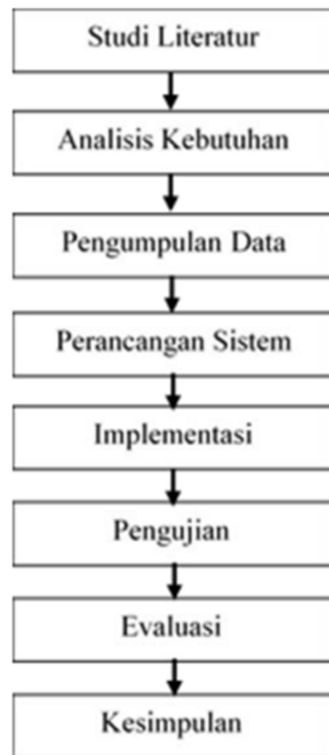 Studi Literatur
Analisis Kebutuhan
Pengumpulan Data
Perancangan Sistem
Implementasi
Pengujian
Evaluasi
Kesimpulan